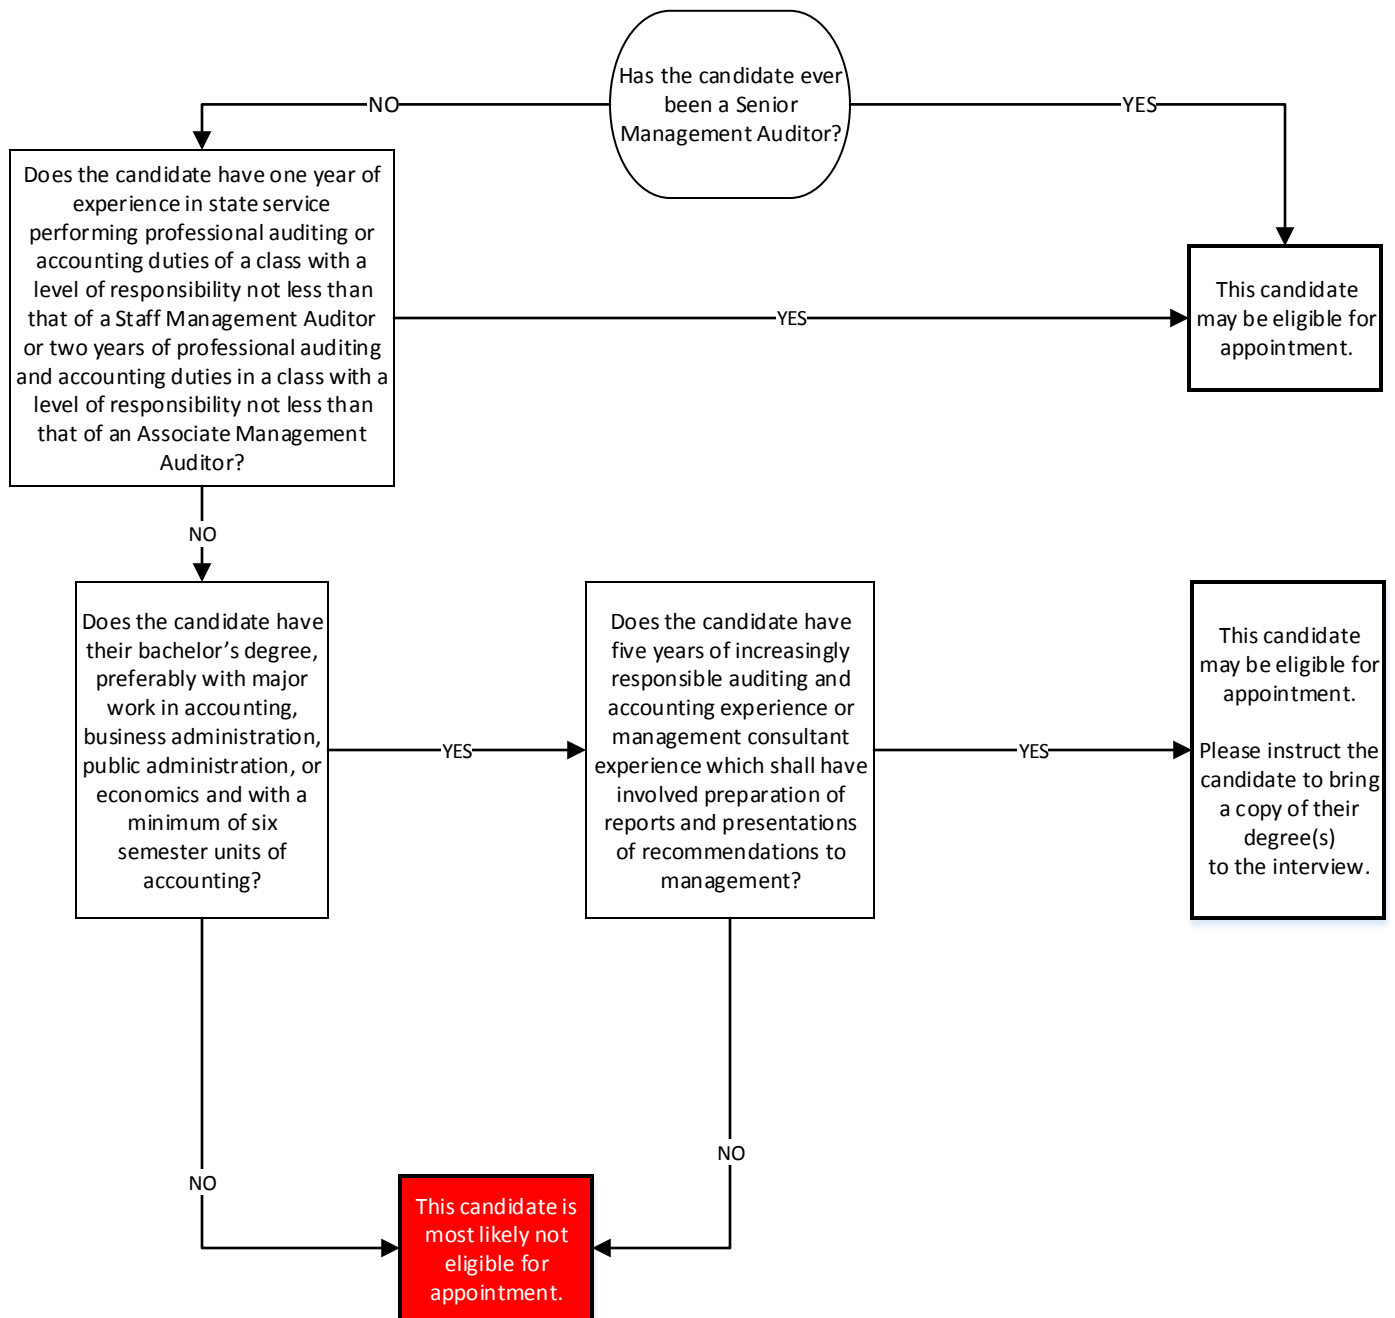 Has the candidate ever
been a Senior
Management Auditor?
NO
YES
Does the candidate have one year of
experience in state service
performing professional auditing or
accounting duties of a class with a
level of responsibility not less than
that of a Staff Management Auditor
or two years of professional auditing
and accounting duties in a class with a
level of responsibility not less than
that of an Associate Management
Auditor?
YES
This candidate
may be eligible for
appointment.
NO
Does the candidate have
their bachelor’s degree,
preferably with major
work in accounting,
business administration,
public administration, or
economics and with a
minimum of six
semester units of
accounting?
YES
Does the candidate have
five years of increasingly
responsible auditing and
accounting experience or
management consultant
experience which shall have
involved preparation of
reports and presentations
of recommendations to
management?
YES
This candidate
may be eligible for
appointment.
Please instruct the
candidate to bring
a copy of their
degree(s)
to the interview.
NO
NO
This candidate is
most likely not
eligible for
appointment.